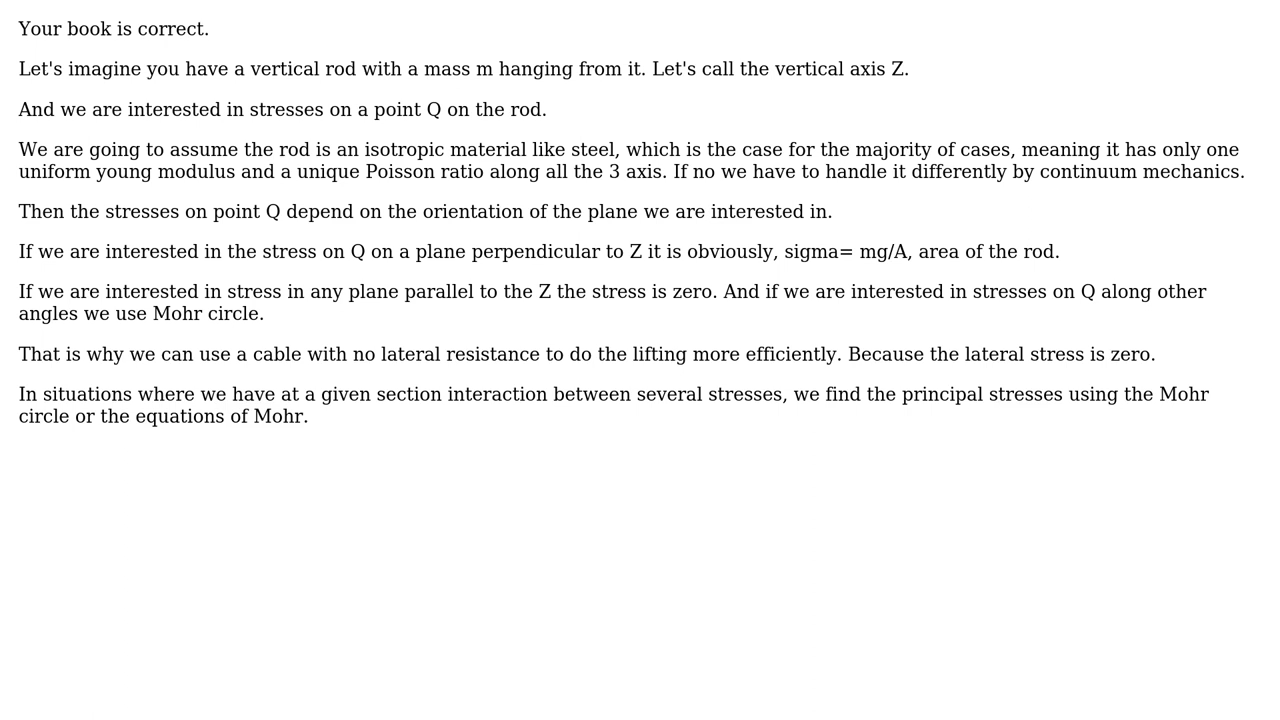 Your book is correct.
Let's imagine you have a vertical rod with a mass m hanging from it. Let's call the vertical axis Z.
And we are interested in stresses on a point Q on the rod.
We are going to assume the rod is an isotropic material like steel, which is the case for the majority of cases, meaning it has only one
uniform young modulus and a unique Poisson ratio along all the 3 axis. If no we have to handle it differently by continuum mechanics.
Then the stresses on point Q depend on the orientation of the plane we are interested in.
If we are interested in the stress on Q on a plane perpendicular to Z it is obviously, sigma= mg/A, area of the rod.
If we are interested in stress in any plane parallel to the Z the stress is zero. And if we are interested in stresses on Q along other
angles we use Mohr circle.
That is why we can use a cable with no lateral resistance to do the lifting more efficiently. Because the lateral stress is zero.
In situations where we have at a given section interaction between several stresses, we find the principal stresses using the Mohr
circle or the equations of Mohr.